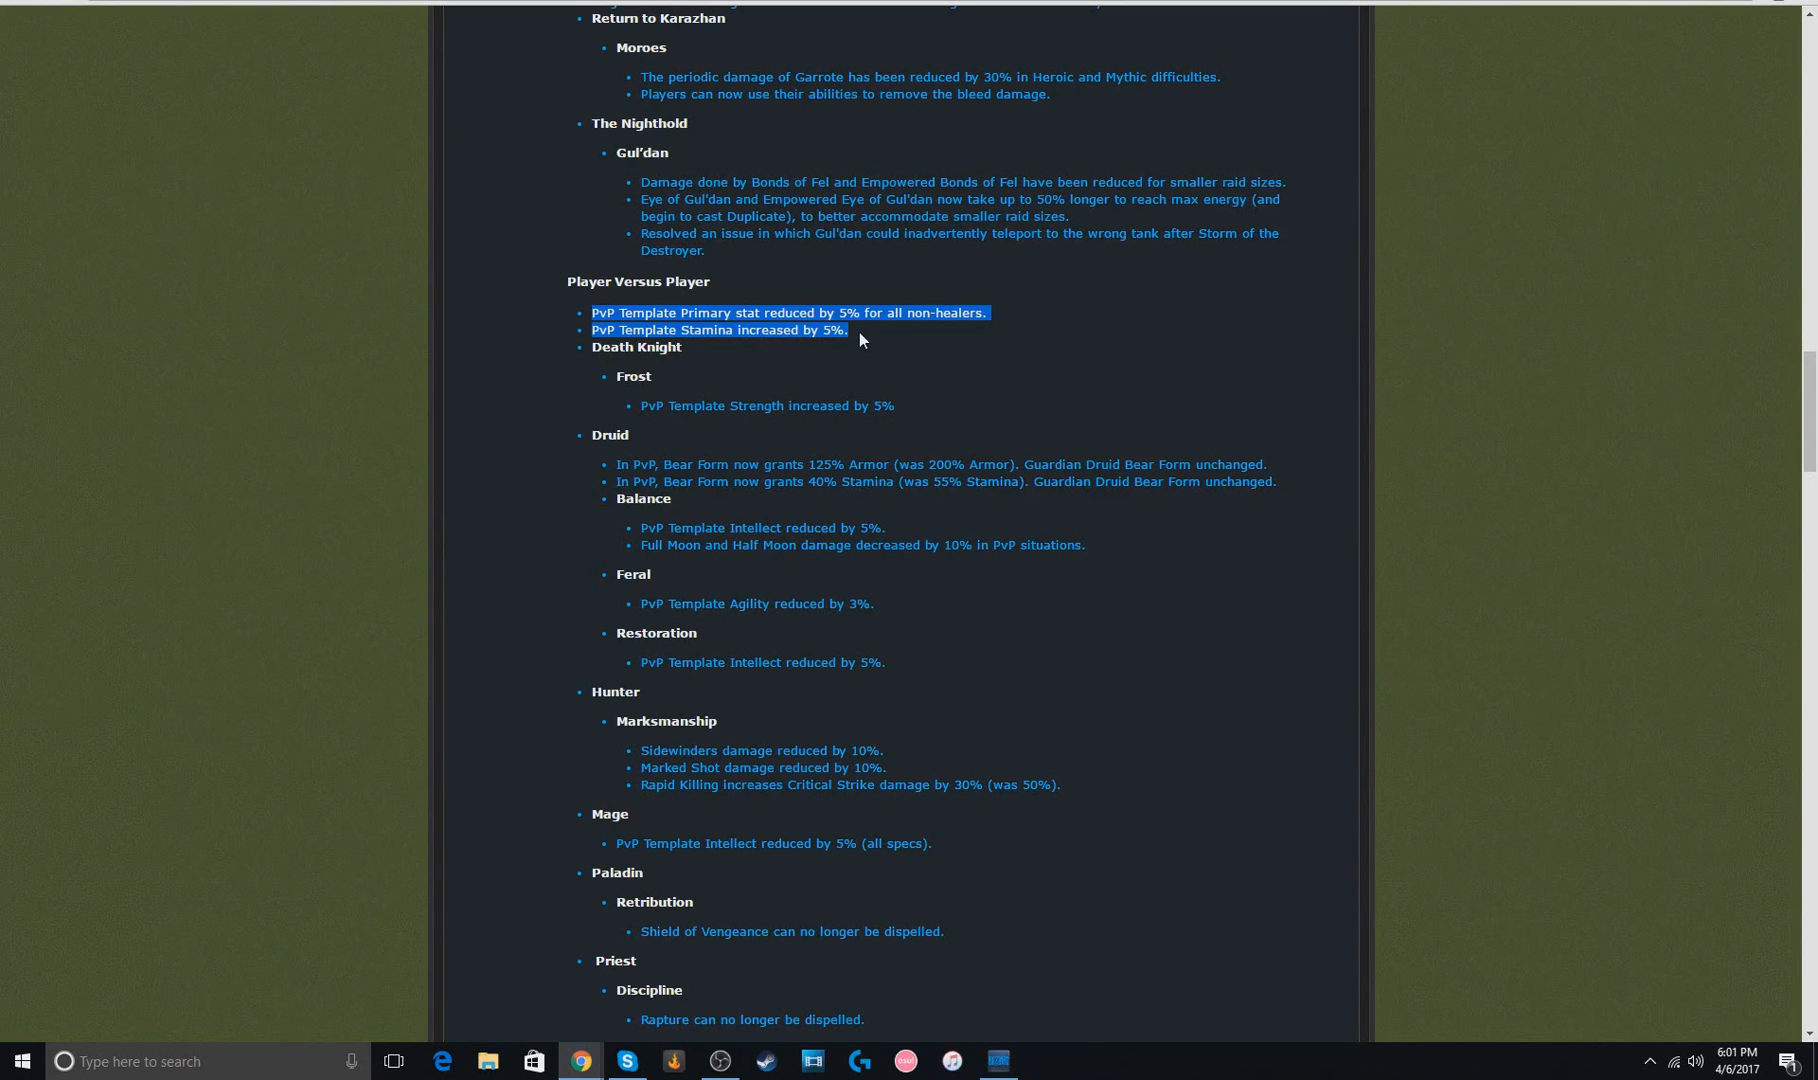 Return to Karazhan
Moroes
The periodic damage of Garrote has been reduced by 30% in Heroic and Mythic difficulties.
Players can now use their abilities to remove the bleed damage.
The Nighthold
Gul'dan
Damage done by Bonds of Fel and Empowered Bonds of Fel have been reduced for smaller raid sizes.
Eye of Gul'dan and Empowered Eye of Gul'dan now take up to 50% longer to reach max energy (and
begin to cast Duplicate), to better accommodate smaller raid sizes.
Resolved an issue in which Gul'dan could inadvertently teleport to the wrong tank after Storm of the
Destroyer.
Player Versus Player
PvP Template Primary stat reduced by 5% for all non-healers.
PvP Template Stamina increased by 5%.
Death Knight
Frost
PvP Template Strength increased by 5%
Druid
In PvP, Bear Form now grants 125% Armor (was 200% Armor). Guardian Druid Bear Form unchanged.
In PvP, Bear Form now grants 40% Stamina (was 55% Stamina). Guardian Druid Bear Form unchanged.
Balance
PvP Template Intellect reduced by 5%.
Full Moon and Half Moon damage decreased by 10% in PvP situations.
Feral
PvP Template Agility reduced by 3%.
Restoration
PvP Template Intellect reduced by 5%.
Hunter
Marksmanship
Sidewinders damage reduced by 10%.
Marked Shot damage reduced by 10%.
Rapid Killing increases Critical Strike damage by 30% (was 50%).
Mage
PvP Template Intellect reduced by 5% (all specs).
Paladin
Retribution
Shield of Vengeance can no longer be dispelled.
Priest
Discipline
Rapture can no longer be dispelled.
Type here to search
osu!
6:01 PM
4/6/2017
1